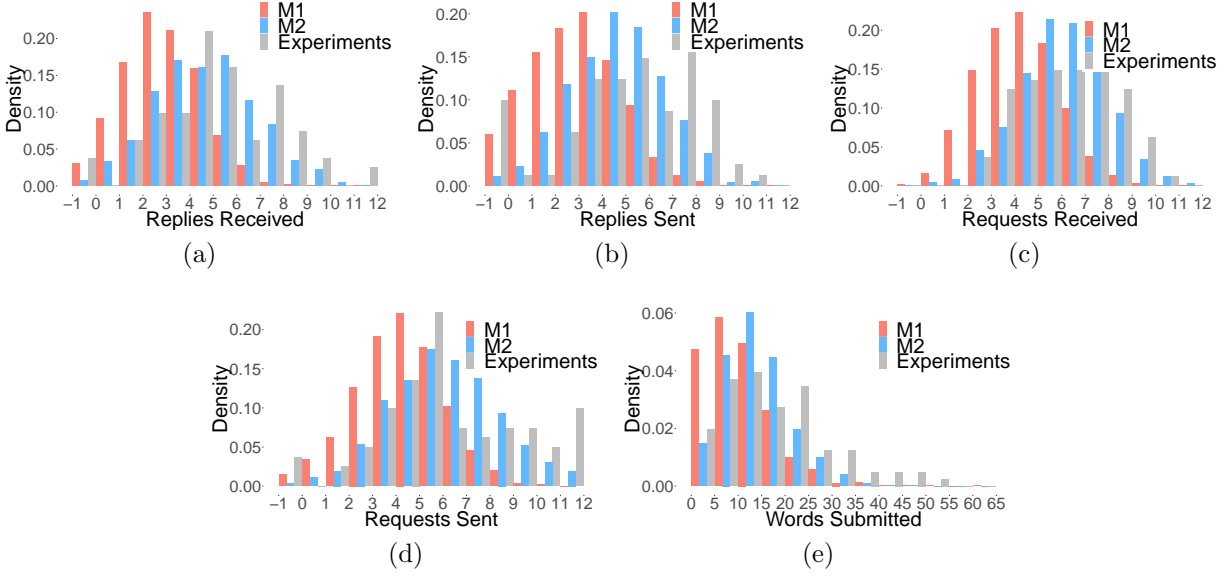 M1
M2
Experiments
Density
0.20
0.15
0.10
0.05
0.00
−1 0 1 2 3 4 5 6 7 8 9 10 11 12
Replies Received
(a)
M1
M2
Experiments
Density
0.20
0.15
0.10
0.05
0.00
−1 0 1 2 3 4 5 6 7 8 9 10 11 12
Replies Sent
(b)
M1
M2
Experiments
Density
0.20
0.15
0.10
0.05
0.00
−1 0 1 2 3 4 5 6 7 8 9 10 11 12
Requests Received
(c)
M1
M2
Experiments
Density
0.20
0.15
0.10
0.05
0.00
−1 0 1 2 3 4 5 6 7 8 9 10 11 12
Requests Sent
(d)
M1
M2
Experiments
Density
0.06
0.04
0.02
0.00
0 5 10 15 20 25 30 35 40 45 50 55 60 65
Words Submitted
(e)